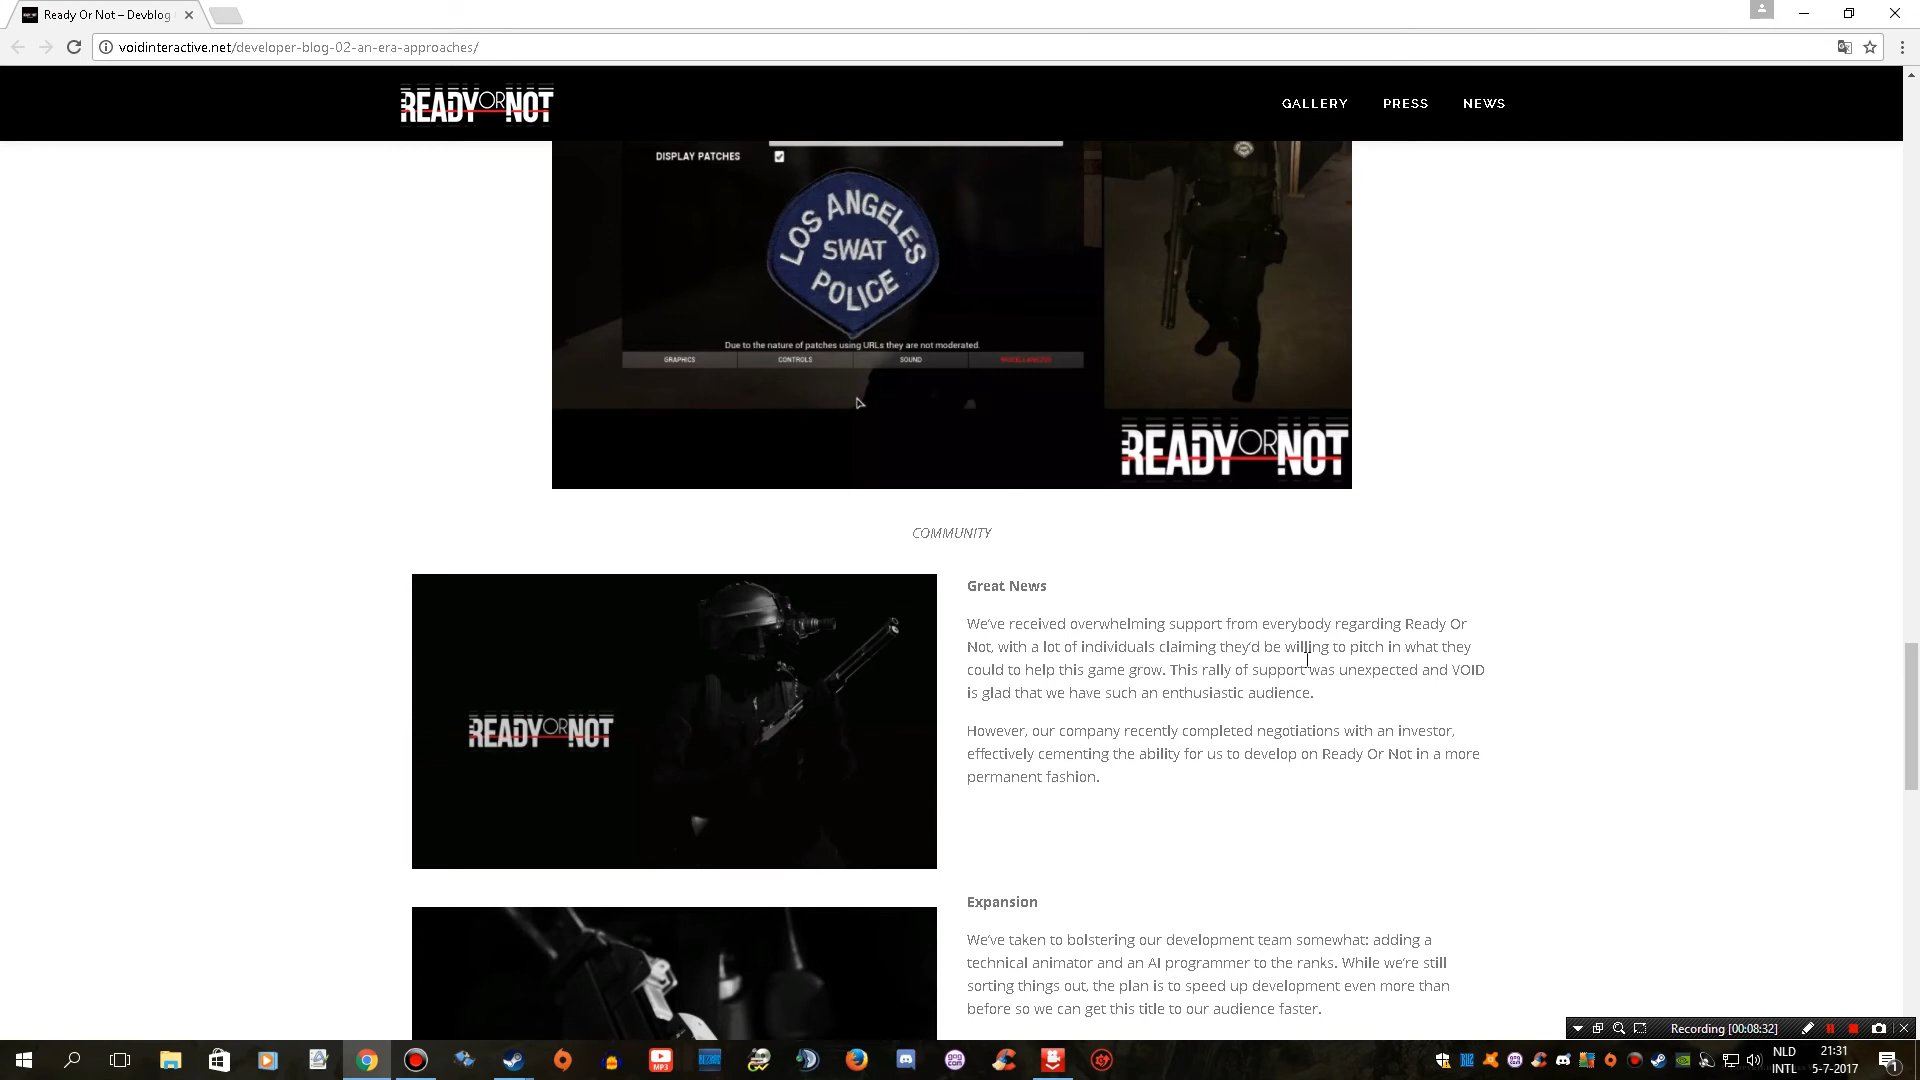 Ready Or Not – Devblog
voidinteractive.net/developer-blog-02-an-era-approaches/
READY OR NOT
GALLERY
PRESS
NEWS
DISPLAY PATCHES
LOS ANGELES
SWAT
POLICE
Due to the nature of patches using URLs they are not moderated.
GRAPHICS
CONTROLS
SOUND
MISCELLANEOUS
READY OR NOT
COMMUNITY
READY OR NOT
Great News
We’ve received overwhelming support from everybody regarding Ready Or
Not, with a lot of individuals claiming they’d be willing to pitch in what they
could to help this game grow. This rally of support was unexpected and VOID
is glad that we have such an enthusiastic audience.
However, our company recently completed negotiations with an investor,
effectively cementing the ability for us to develop on Ready Or Not in a more
permanent fashion.
Expansion
We’ve taken to bolstering our development team somewhat: adding a
technical animator and an AI programmer to the ranks. While we’re still
sorting things out, the plan is to speed up development even more than
before so we can get this title to our audience faster.
Recording [00:08:32]
MP3
GOG
COM
NLD
INTL
21:31
5-7-2017
1